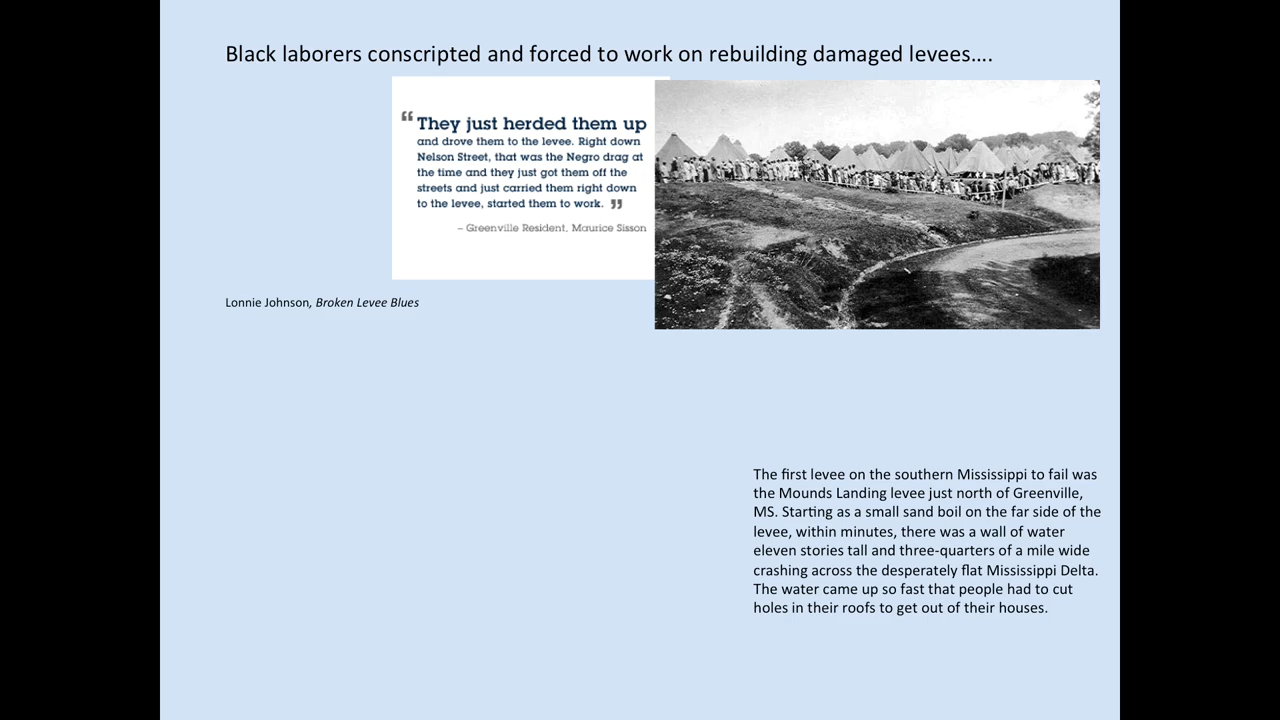 Black laborers conscripted and forced to work on rebuilding damaged levees....
“ They just herded them up
and drove them to the levee. Right down
Nelson Street, that was the Negro drag at
the time and they just got them off the
streets and just carried them right down
to the levee, started them to work. ”
– Greenville Resident, Maurice Sisson
Lonnie Johnson, Broken Levee Blues
The first levee on the southern Mississippi to fail was
the Mounds Landing levee just north of Greenville,
MS. Starting as a small sand boil on the far side of the
levee, within minutes, there was a wall of water
eleven stories tall and three-quarters of a mile wide
crashing across the desperately flat Mississippi Delta.
The water came up so fast that people had to cut
holes in their roofs to get out of their houses.